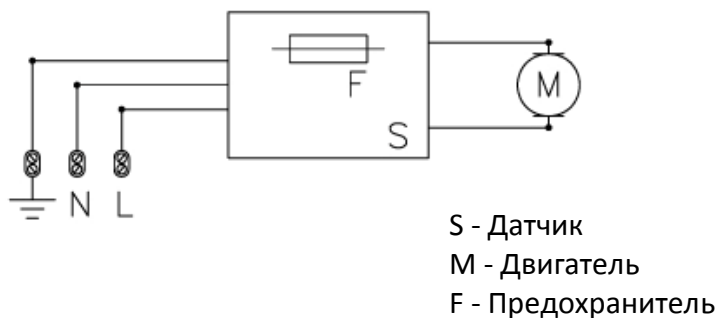 F
M
S
N L
S - Датчик
M - Двигатель
F - Предохранитель